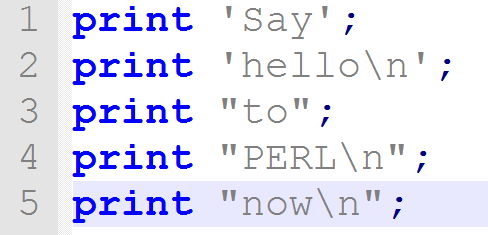 1 print 'Say';
2 print 'hello\n';
3 print "to";
4 print "PERL\n";
5 print "now\n";